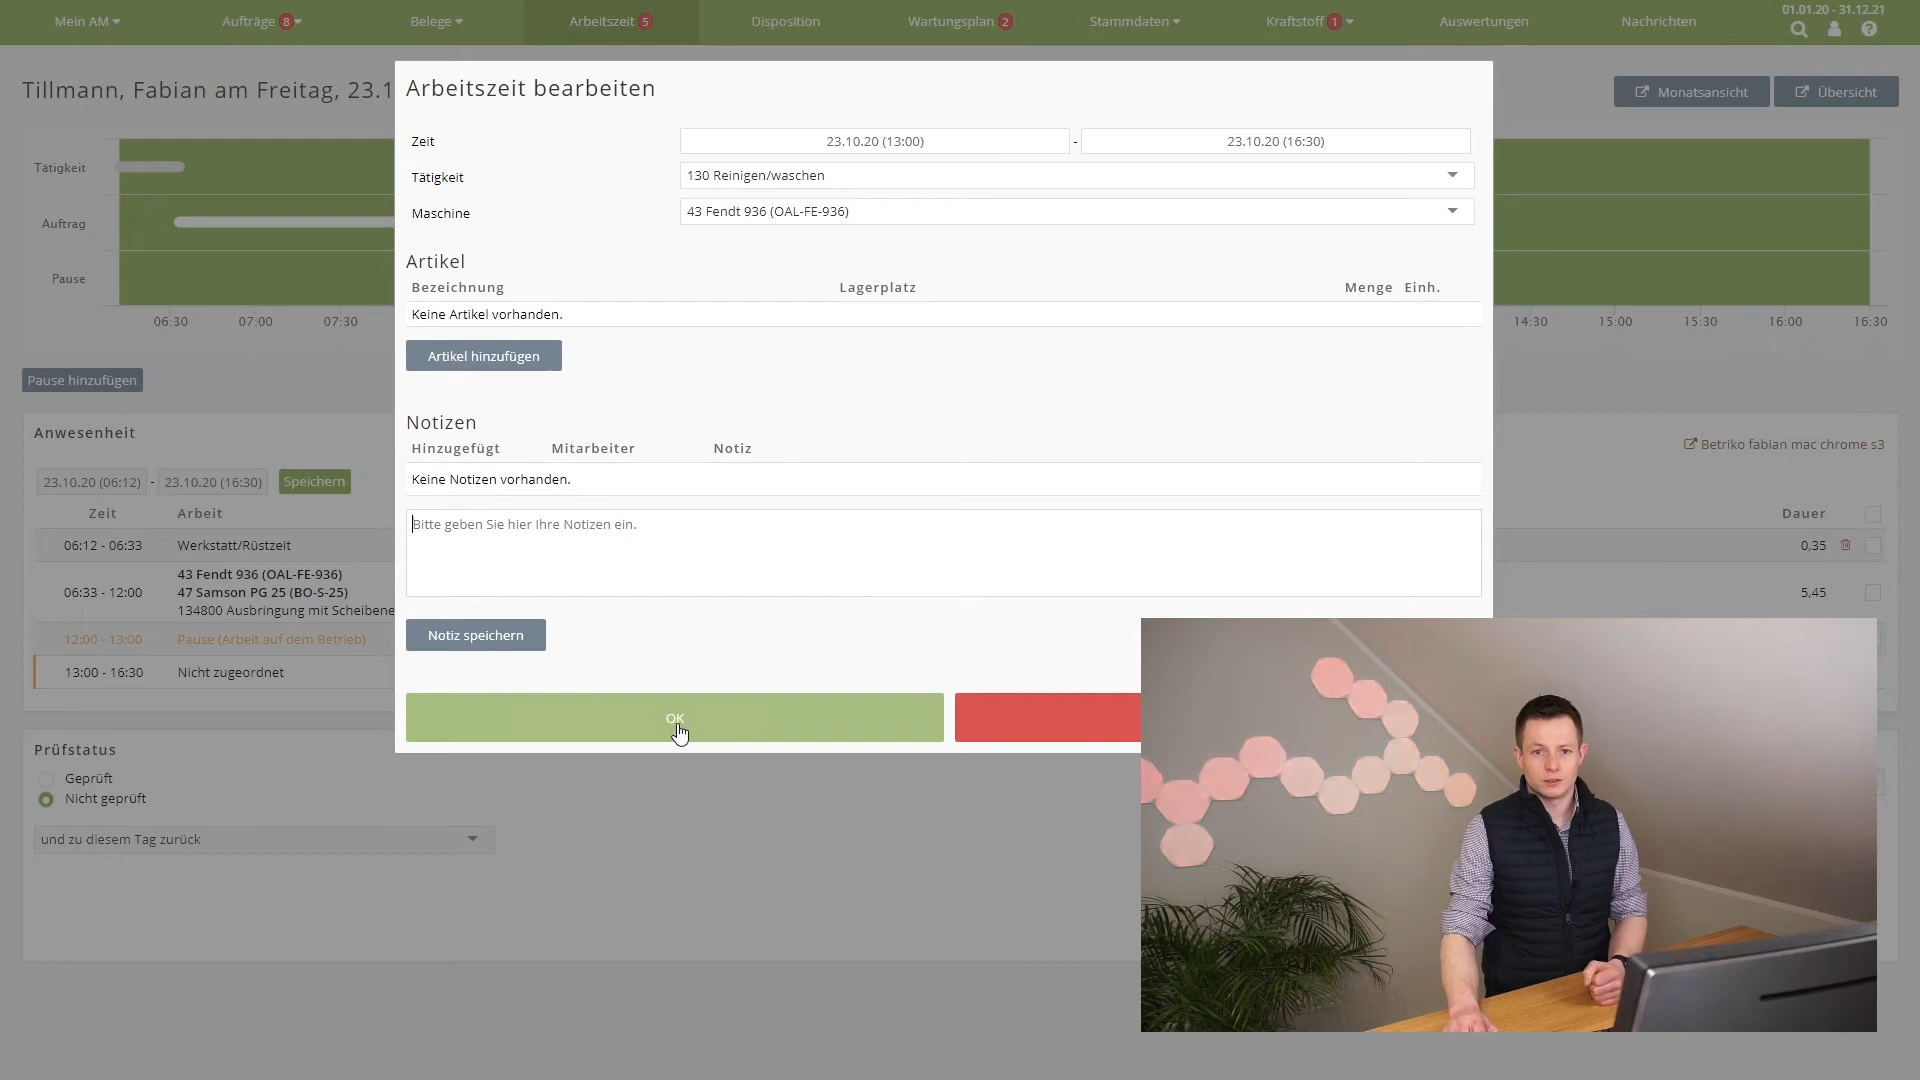 Mein AM
Aufträge 8
Belege
Arbeitszeit 5
Disposition
Wartungsplan 2
Stammdaten
Kraftstoff 1
Auswertungen
Nachrichten
01.01.20 - 31.12.21
Tillmann, Fabian am Freitag, 23.1
Monatsansicht
Übersicht
Arbeitszeit bearbeiten
Zeit
23.10.20 (13:00) - 23.10.20 (16:30)
Tätigkeit
130 Reinigen/waschen
Maschine
43 Fendt 936 (OAL-FE-936)
Artikel
Bezeichnung Lagerplatz Menge Einh.
Keine Artikel vorhanden.
Artikel hinzufügen
Notizen
Hinzugefügt Mitarbeiter Notiz
Keine Notizen vorhanden.
Bitte geben Sie hier Ihre Notizen ein.
Notiz speichern
OK
Tätigkeit
Auftrag
Pause
06:30 07:00 07:30
14:30 15:00 15:30 16:00 16:30
Pause hinzufügen
Anwesenheit
Betriko fabian mac chrome s3
23.10.20 (06:12) - 23.10.20 (16:30) Speichern
Zeit Arbeit Dauer
06:12 - 06:33 Werkstatt/Rüstzeit 0,35
43 Fendt 936 (OAL-FE-936)
06:33 - 12:00 47 Samson PG 25 (BO-S-25) 5,45
134800 Ausbringung mit Scheibene
12:00 - 13:00 Pause (Arbeit auf dem Betrieb)
13:00 - 16:30 Nicht zugeordnet
Prüfstatus
Geprüft
Nicht geprüft
und zu diesem Tag zurück